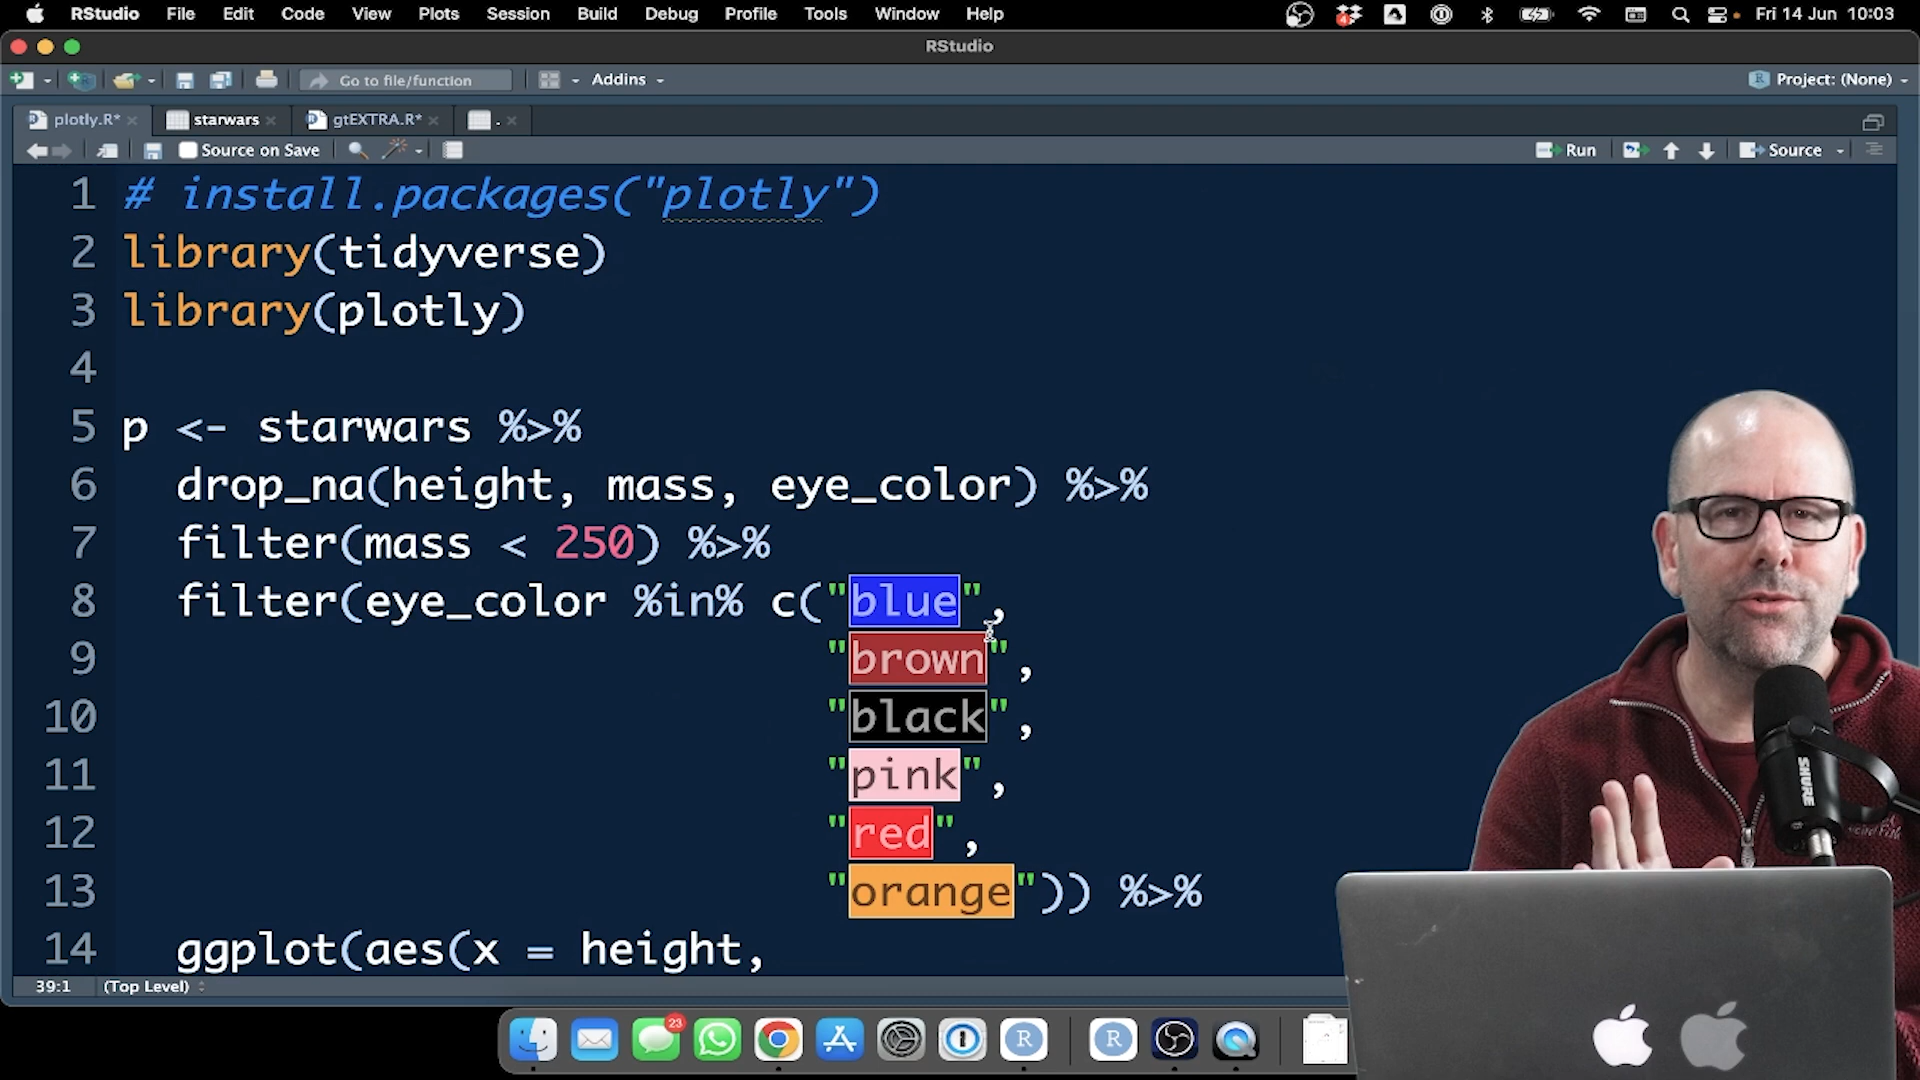 RStudio File Edit Code View Plots Session Build Debug Profile Tools Window Help 4 Fri 14 Jun 10:03
RStudio
Go to file/function Addins Project: (None)
plotly.R* starwars gtEXTRA.R* .
Source on Save Run Source
1 # install.packages("plotly")
2 library(tidyverse)
3 library(plotly)
4
5 p <- starwars %>%
6 drop_na(height, mass, eye_color) %>%
7 filter(mass < 250) %>%
8 filter(eye_color %in% c("blue",
9 "brown",
10 "black",
11 "pink",
12 "red",
13 "orange")) %>%
14 ggplot(aes(x = height,
39:1 (Top Level)
SHURE
23
R R